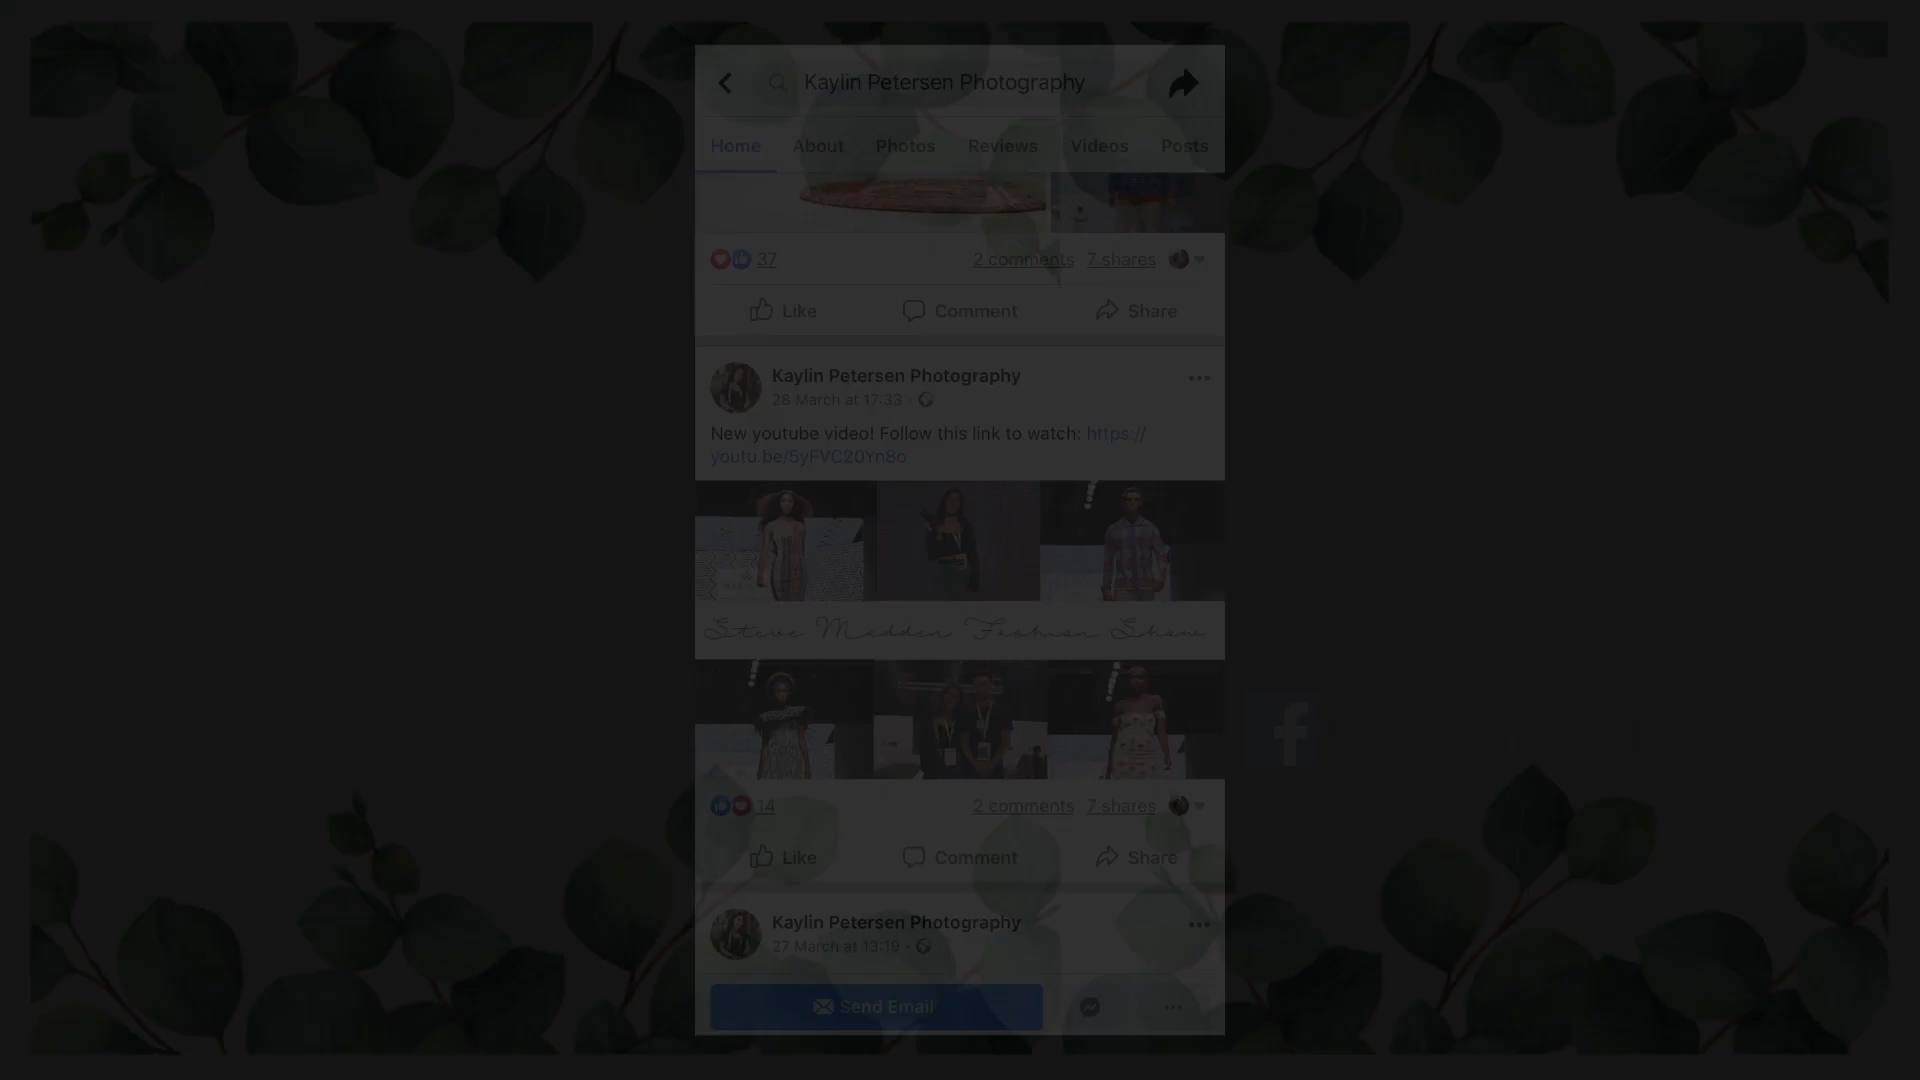 Kaylin Petersen Photography
Home About Photos Reviews Videos Posts
37 2 comments 7 shares
Like Comment Share
Kaylin Petersen Photography
28 March at 17:33 ·
New youtube video! Follow this link to watch: https://
youtu.be/5yFVC20Yn8o
Steve Madden Fashion Show
14 2 comments 7 shares
Like Comment Share
Kaylin Petersen Photography
27 March at 13:19 ·
Send Email